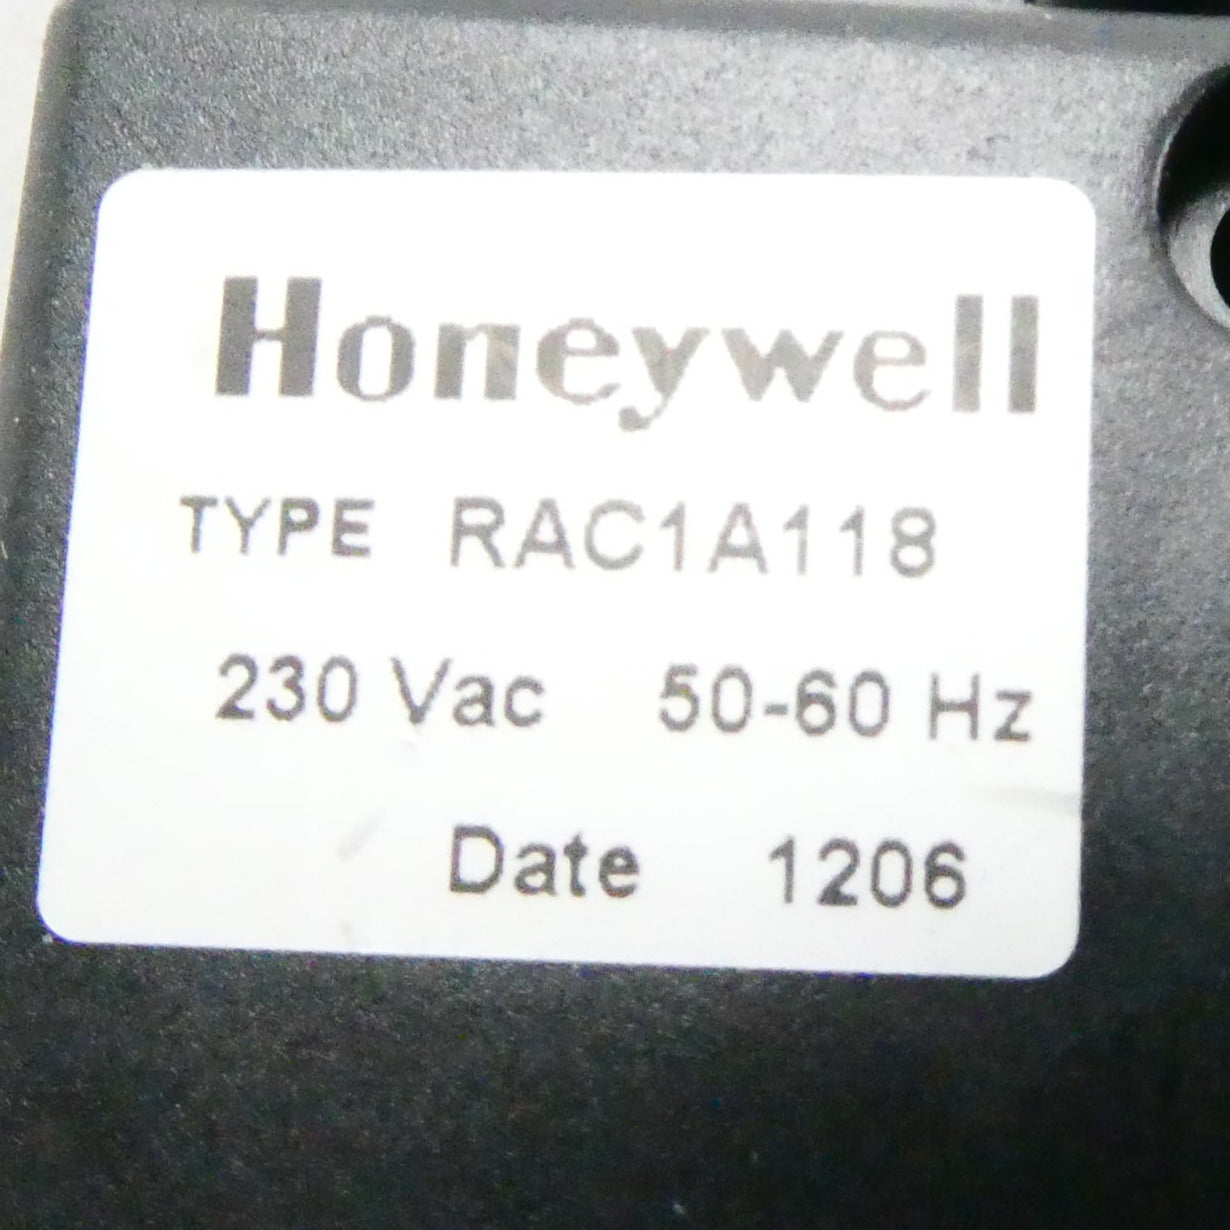 Honeywell
TYPE RAC1A118
230 Vac 50-60 Hz
Date 1206